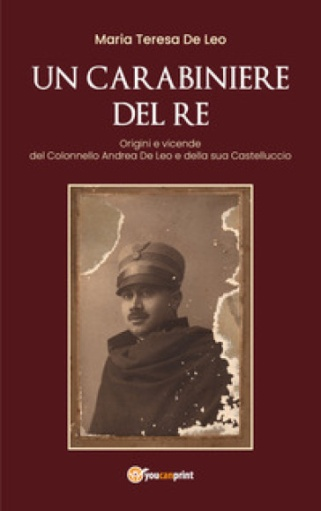 Maria Teresa De Leo
UN CARABINIERE
DEL RE
Origini e vicende
del Colonnello Andrea De Leo e della sua Castelluccio
youcanprint